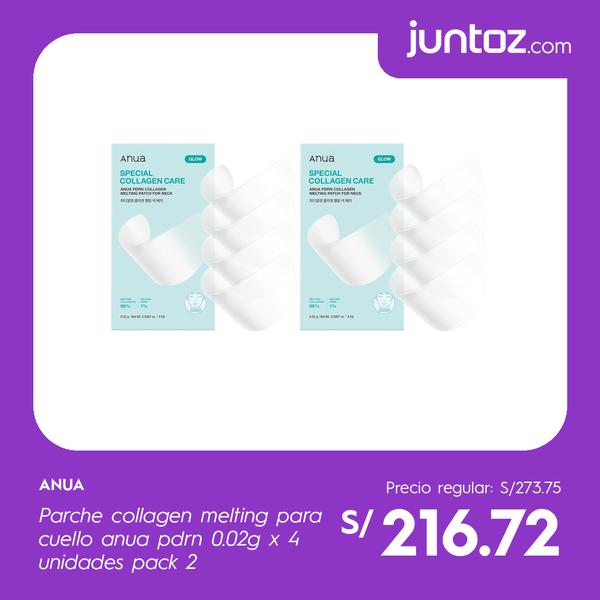 juntoz.com
Anua
GLOW
SPECIAL
COLLAGEN CARE
ANUA PDRN COLLAGEN
MELTING PATCH FOR NECK
Anua
GLOW
SPECIAL
COLLAGEN CARE
ANUA PDRN COLLAGEN
MELTING PATCH FOR NECK
ANUA
Parche collagen melting para
cuello anua pdrn 0.02g x 4
unidades pack 2
Precio regular: S/273.75
S/216.72